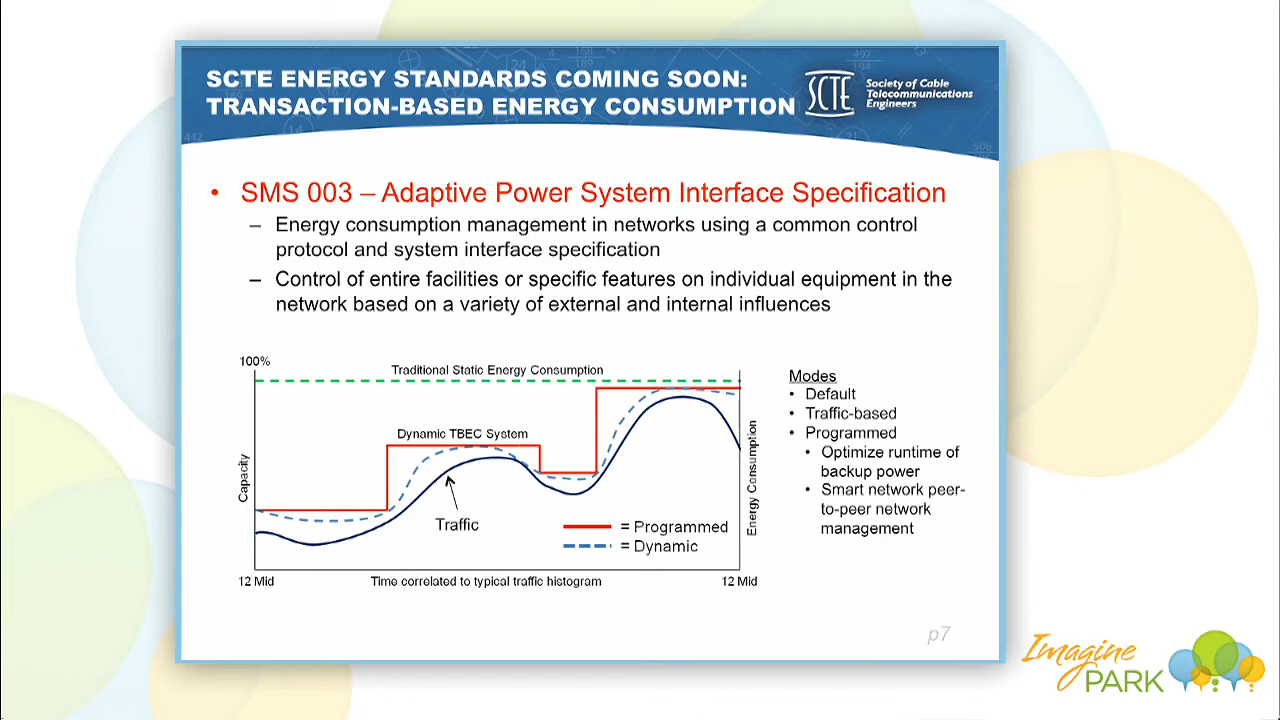 SCTE ENERGY STANDARDS COMING SOON:
TRANSACTION-BASED ENERGY CONSUMPTION
SCTE
Society of Cable
Telecommunications
Engineers
• SMS 003 – Adaptive Power System Interface Specification
– Energy consumption management in networks using a common control
protocol and system interface specification
– Control of entire facilities or specific features on individual equipment in the
network based on a variety of external and internal influences
100%
Traditional Static Energy Consumption
Dynamic TBEC System
Capacity
Traffic
= Programmed
= Dynamic
Energy Consumption
12 Mid
Time correlated to typical traffic histogram
12 Mid
Modes
• Default
• Traffic-based
• Programmed
• Optimize runtime of
backup power
• Smart network peer-
to-peer network
management
p7
Imagine
PARK